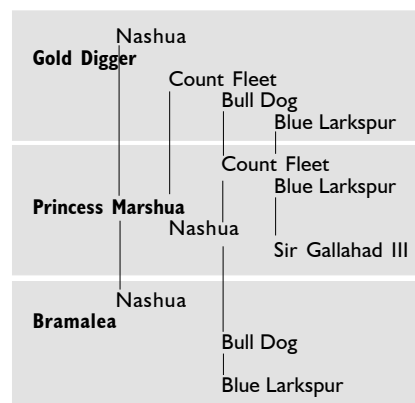 Nashua
Gold Digger
Count Fleet
Bull Dog
Blue Larkspur
Count Fleet
Blue Larkspur
Princess Marshua
Nashua
Sir Gallahad III
Nashua
Bramalea
Bull Dog
Blue Larkspur